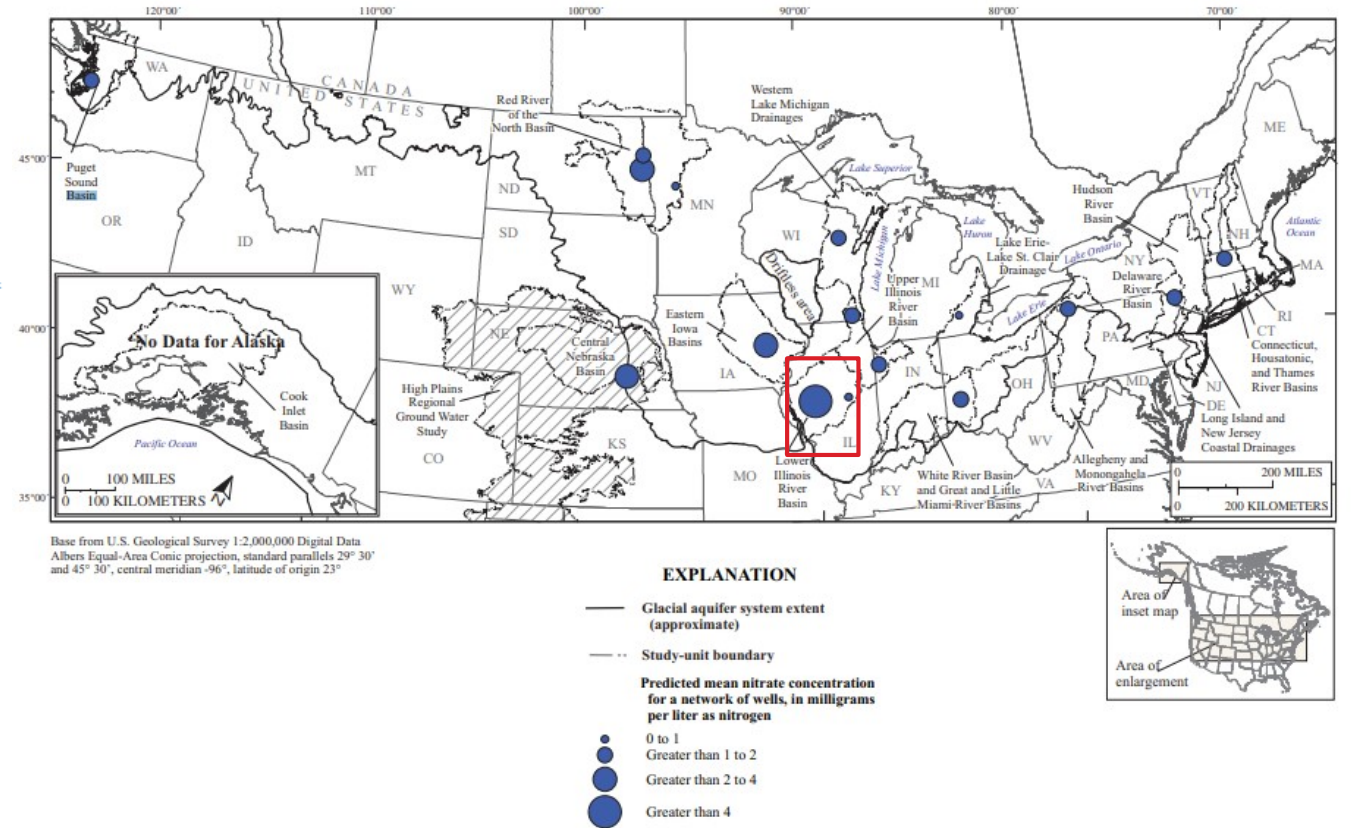 120°00'
110°00'
100°00'
90°00'
80°00'
70°00'
45°00'
40°00'
35°00'
CANADA
UNITED STATES
WA
OR
ID
MT
WY
ND
SD
NE
CO
KS
MN
IA
MO
WI
IL
MI
IN
OH
KY
WV
VA
PA
NY
MD
DE
NJ
CT
RI
MA
VT
NH
ME
Puget
Sound
Basin
Red River
of the
North Basin
Western
Lake Michigan
Drainages
Lake Superior
Lake Michigan
Lake
Huron
Lake Erie-
Lake St. Clair
Drainage
Lake Erie
Lake Ontario
Hudson
River
Basin
Atlantic
Ocean
Delaware
River
Basin
Driftless area
Upper
Illinois
River
Basin
Eastern
Iowa
Basins
Central
Nebraska
Basin
High Plains
Regional
Ground Water
Study
Lower
Illinois
River
Basin
White River Basin
and Great and Little
Miami River Basins
Allegheny and
Monongahela
River Basins
Connecticut,
Housatonic,
and Thames
River Basins
Long Island and
New Jersey
Coastal Drainages
No Data for Alaska
Cook
Inlet
Basin
Pacific Ocean
0 100 MILES
0 100 KILOMETERS
0 200 MILES
0 200 KILOMETERS
Base from U.S. Geological Survey 1:2,000,000 Digital Data
Albers Equal-Area Conic projection, standard parallels 29° 30'
and 45° 30', central meridian -96°, latitude of origin 23°
EXPLANATION
Glacial aquifer system extent
(approximate)
Study-unit boundary
Predicted mean nitrate concentration
for a network of wells, in milligrams
per liter as nitrogen
0 to 1
Greater than 1 to 2
Greater than 2 to 4
Greater than 4
Area of
inset map
Area of
enlargement